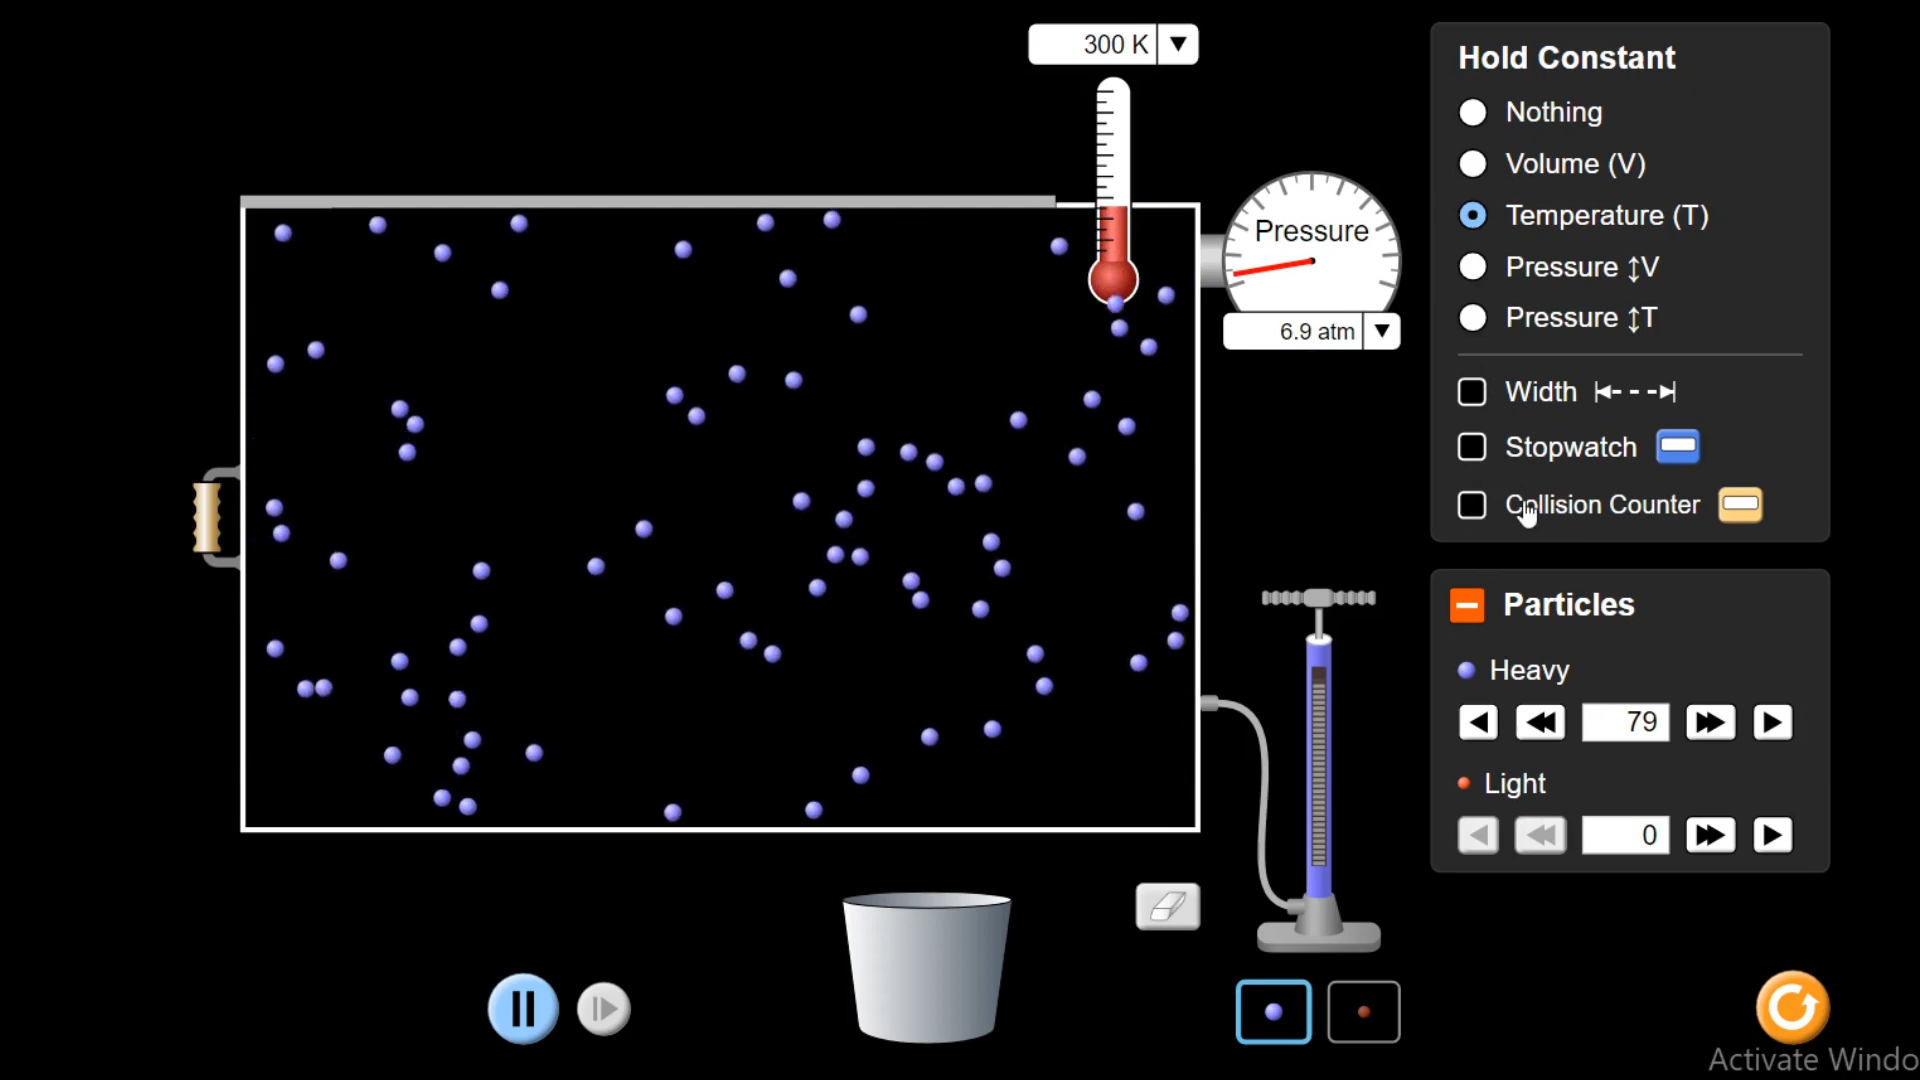 300 K
Hold Constant
Nothing
Volume (V)
Temperature (T)
Pressure ↕V
Pressure ↕T
Pressure
6.9 atm
Width
Stopwatch
Collision Counter
Particles
Heavy
79
Light
0
Activate Windo